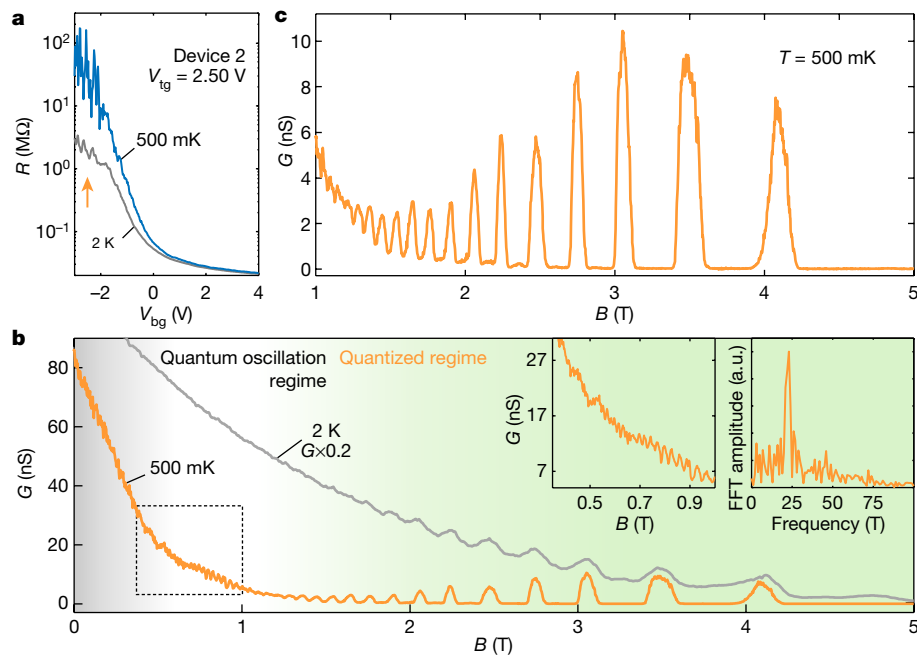 a
Device 2
V_tg = 2.50 V
10²
10¹
10⁰
10⁻¹
R (MΩ)
500 mK
2 K
−2
0
2
4
V_bg (V)
c
T = 500 mK
10
8
6
4
2
0
G (nS)
1
2
3
4
5
B (T)
b
Quantum oscillation
regime
Quantized regime
80
60
40
20
0
G (nS)
500 mK
2 K
G×0.2
0
1
2
3
4
5
B (T)
27
17
7
G (nS)
0.5
0.7
0.9
B (T)
FFT amplitude (a.u.)
0
25
50
75
Frequency (T)